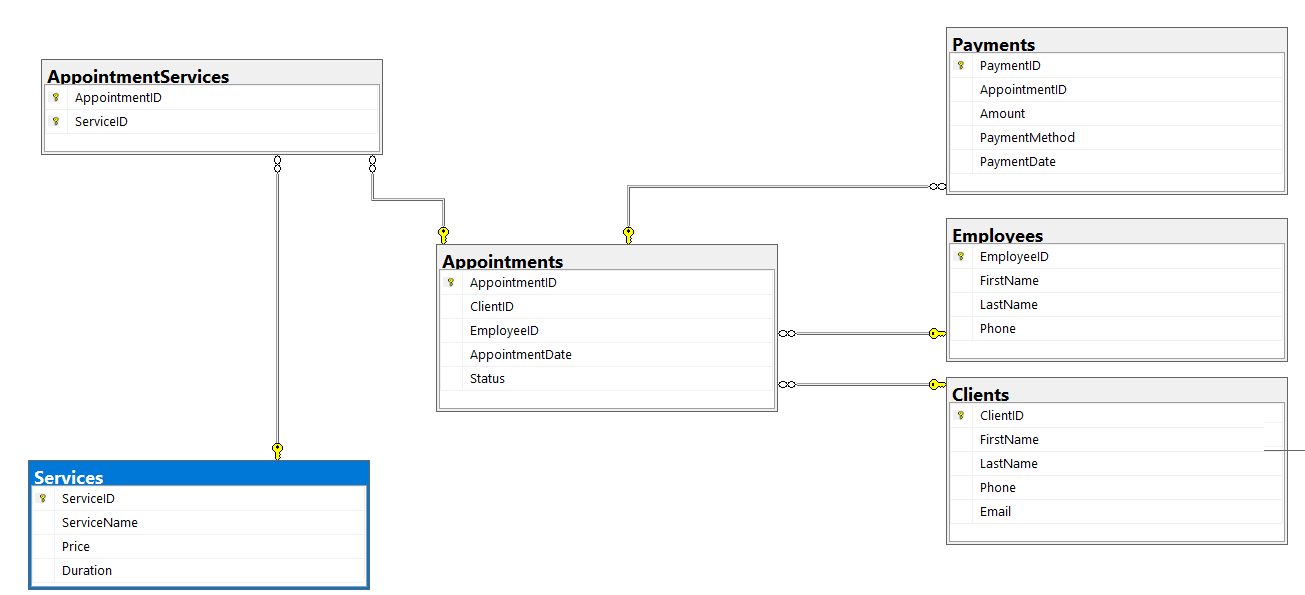 AppointmentServices
AppointmentID
ServiceID
Payments
PaymentID
AppointmentID
Amount
PaymentMethod
PaymentDate
Appointments
AppointmentID
ClientID
EmployeeID
AppointmentDate
Status
Employees
EmployeeID
FirstName
LastName
Phone
Clients
ClientID
FirstName
LastName
Phone
Email
Services
ServiceID
ServiceName
Price
Duration